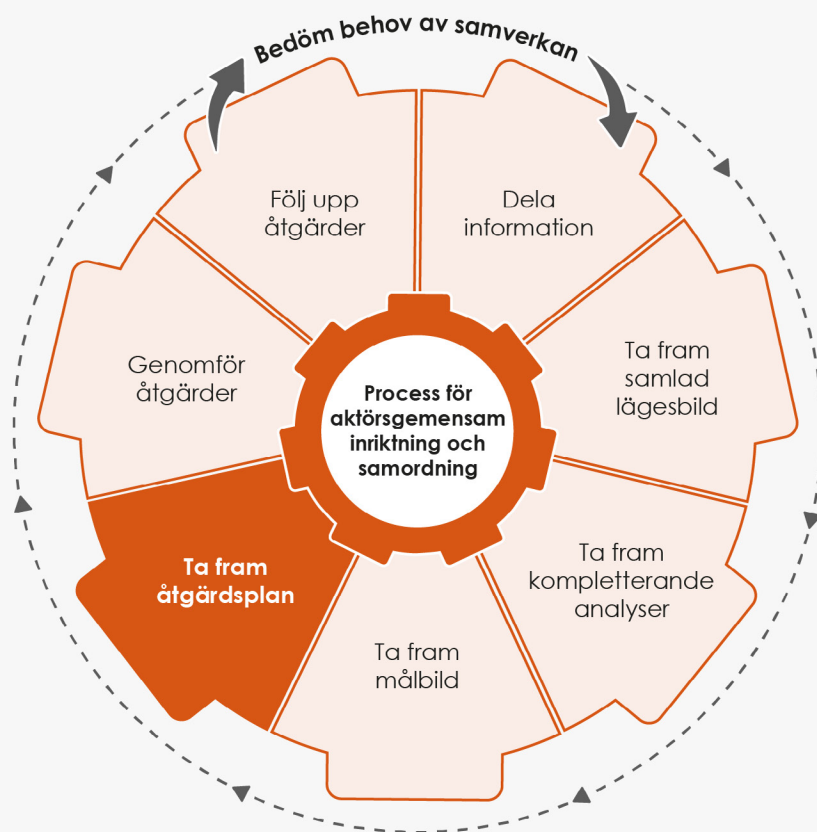 Bedöm behov av samverkan
Dela
information
Ta fram
samlad
lägesbild
Ta fram
kompletterande
analyser
Ta fram
målbild
Ta fram
åtgärdsplan
Genomför
åtgärder
Följ upp
åtgärder
Process för
aktörsgemensam
inriktning och
samordning